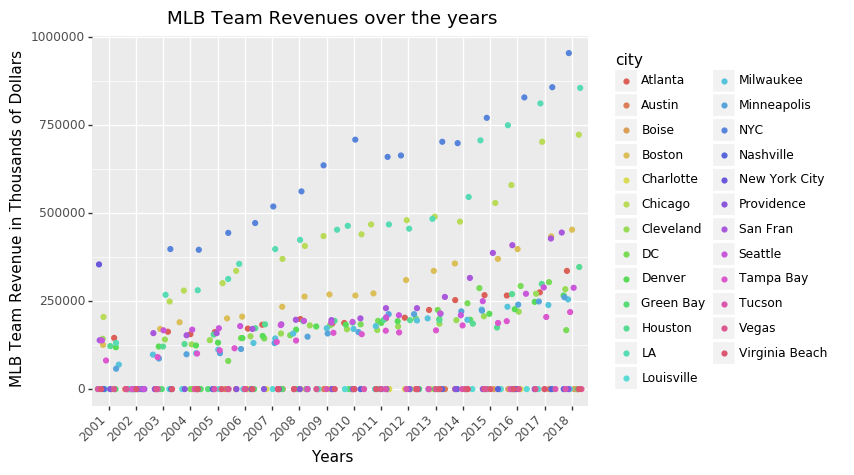 MLB Team Revenues over the years
MLB Team Revenue in Thousands of Dollars
1000000
750000
500000
250000
0
2001
2002
2003
2004
2005
2006
2007
2008
2009
2010
2011
2012
2013
2014
2015
2016
2017
2018
Years
city
Atlanta
Austin
Boise
Boston
Charlotte
Chicago
Cleveland
DC
Denver
Green Bay
Houston
LA
Louisville
Milwaukee
Minneapolis
NYC
Nashville
New York City
Providence
San Fran
Seattle
Tampa Bay
Tucson
Vegas
Virginia Beach